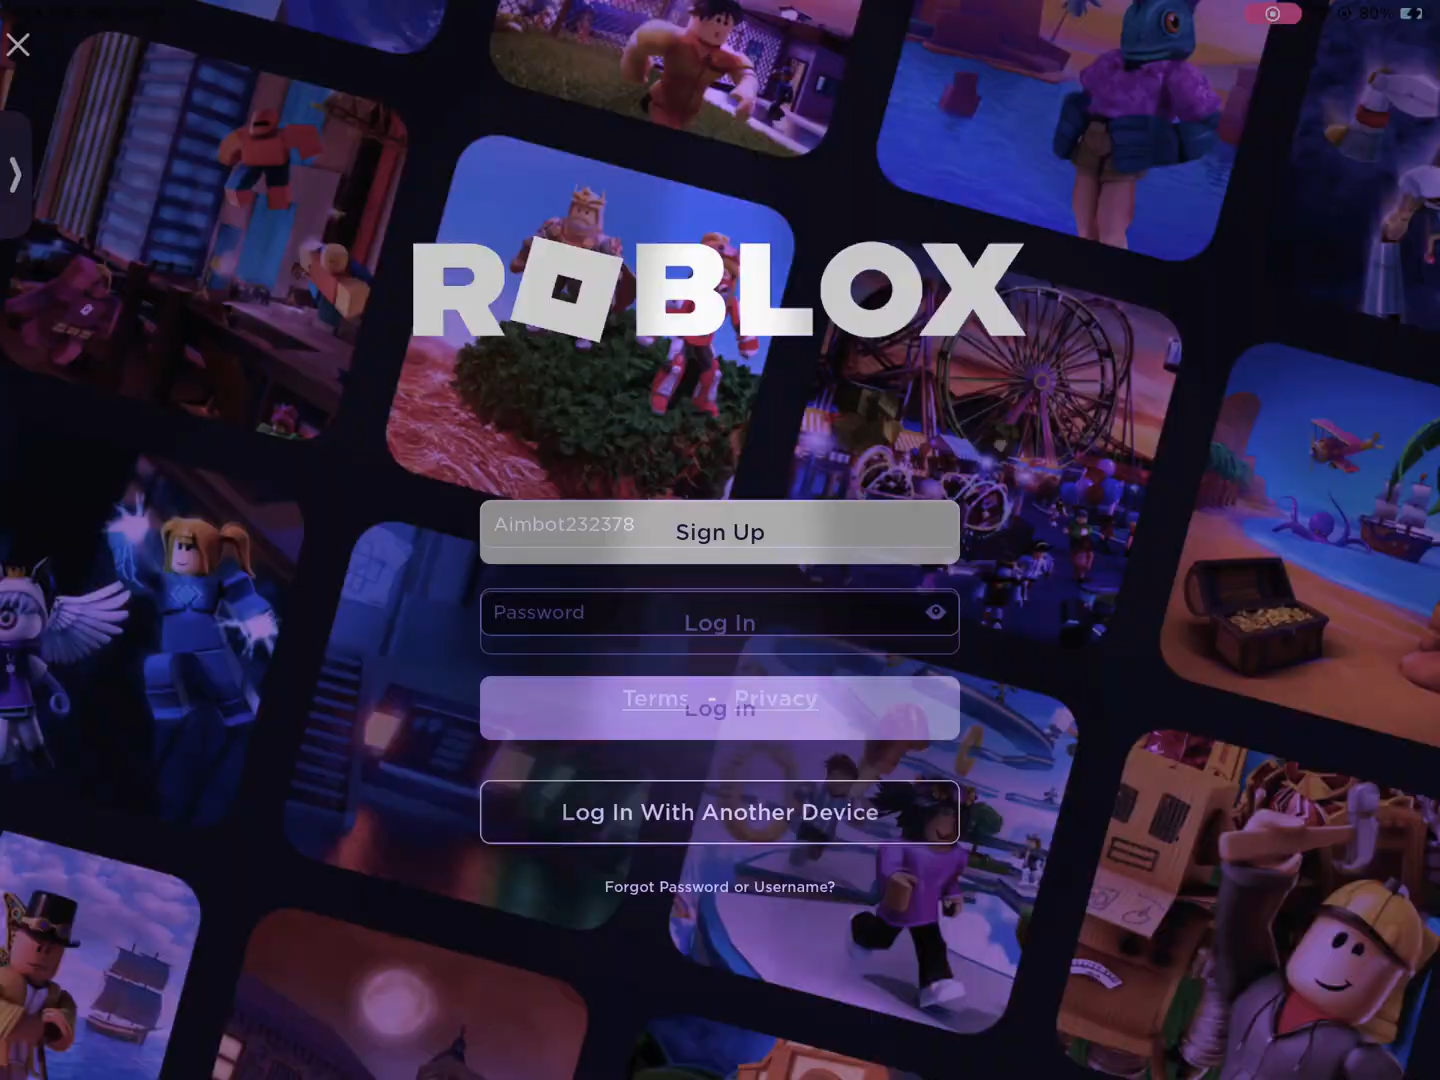 80%
ROBLOX
Aimbot232378
Sign Up
Password
Log In
Terms - Privacy
Log In
Log In With Another Device
Forgot Password or Username?